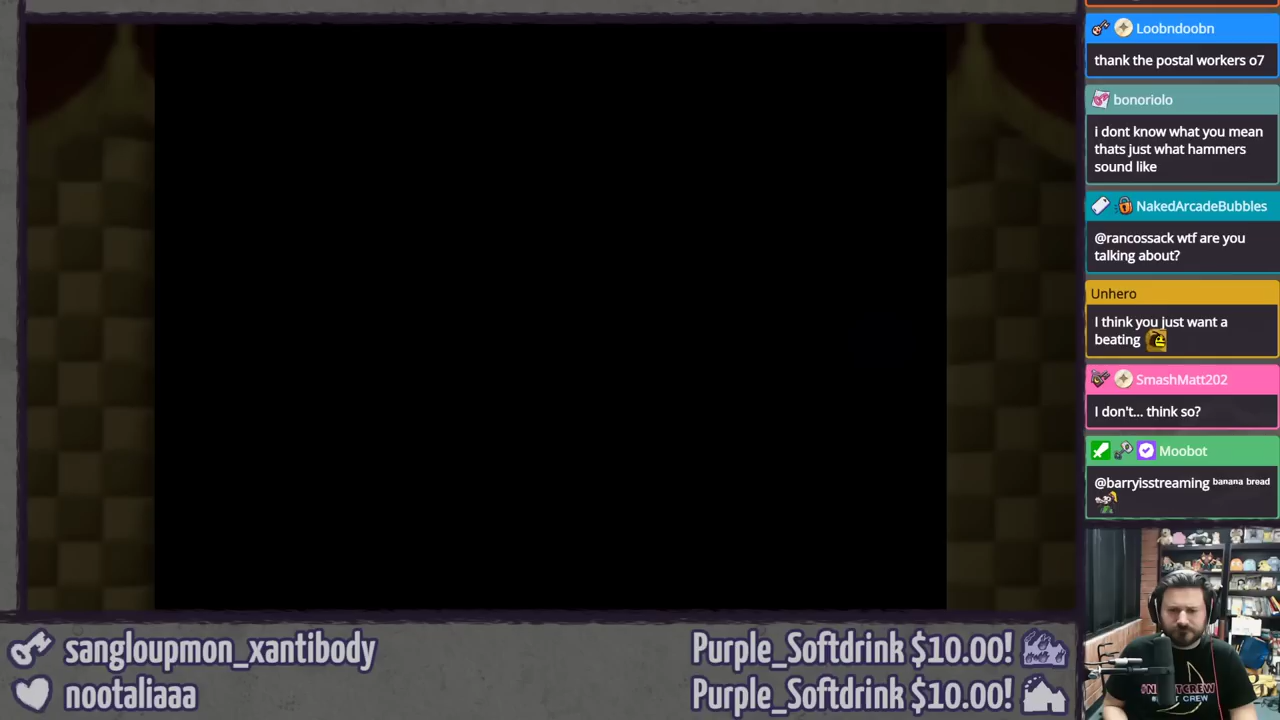 Loobndoobn
thank the postal workers o7
bonoriolo
i dont know what you mean
thats just what hammers
sound like
NakedArcadeBubbles
@rancossack wtf are you
talking about?
Unhero
I think you just want a
beating
SmashMatt202
I don't... think so?
Moobot
@barryisstreaming ᵇᵃⁿᵃⁿᵃ ᵇʳᵉᵃᵈ
CREW
sangloupmon_xantibody
Purple_Softdrink $10.00!
nootaliaaa
Purple_Softdrink $10.00!